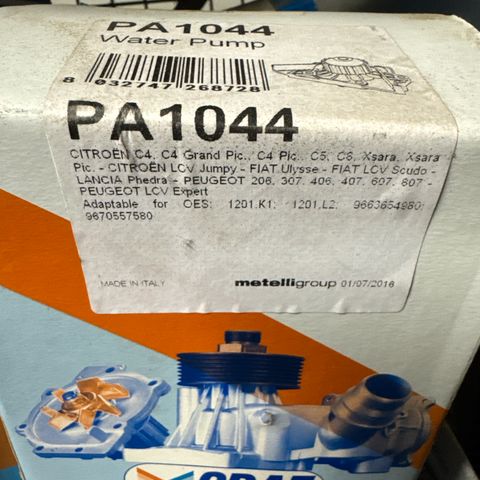 PA1044
Water Pump
8 032747 268728
PA1044
CITROËN C4, C4 Grand Pic., C4 Pic., C5, C8, Xsara, Xsara
Pic. - CITROËN LCV Jumpy - FIAT Ulysse - FIAT LCV Scudo -
LANCIA Phedra - PEUGEOT 206, 307, 406, 407, 607, 807 -
PEUGEOT LCV Expert
Adaptable for OES: 1201.K1; 1201.L2; 9663654980;
9670557580
MADE IN ITALY metelligroup 01/07/2016